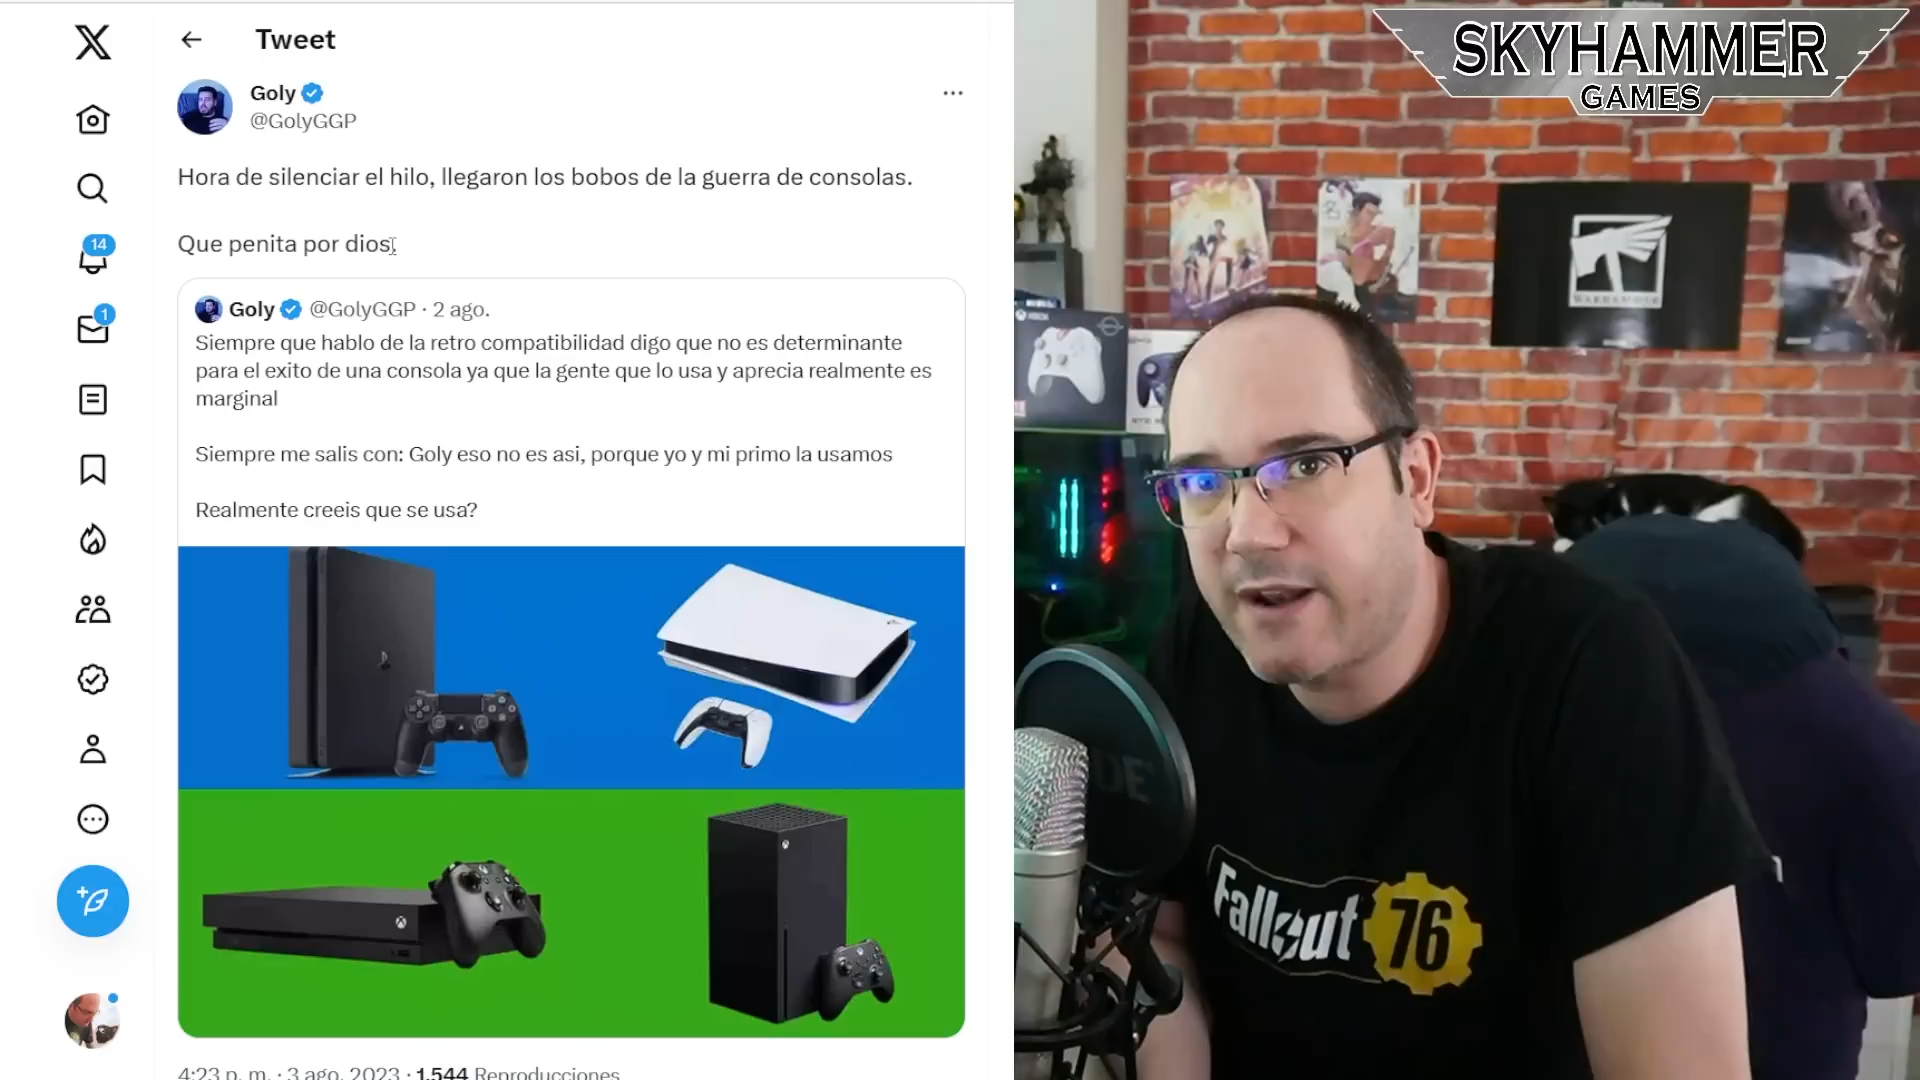 Tweet
Goly
@GolyGGP
Hora de silenciar el hilo, llegaron los bobos de la guerra de consolas.
Que penita por dios.
Goly @GolyGGP · 2 ago.
Siempre que hablo de la retro compatibilidad digo que no es determinante
para el exito de una consola ya que la gente que lo usa y aprecia realmente es
marginal
Siempre me salis con: Goly eso no es asi, porque yo y mi primo la usamos
Realmente creeis que se usa?
4:23 p. m. · 3 ago. 2023 · 1.544 Reproducciones
14
1
SKYHAMMER
GAMES
WARHAMMER
XBOX
Fallout 76